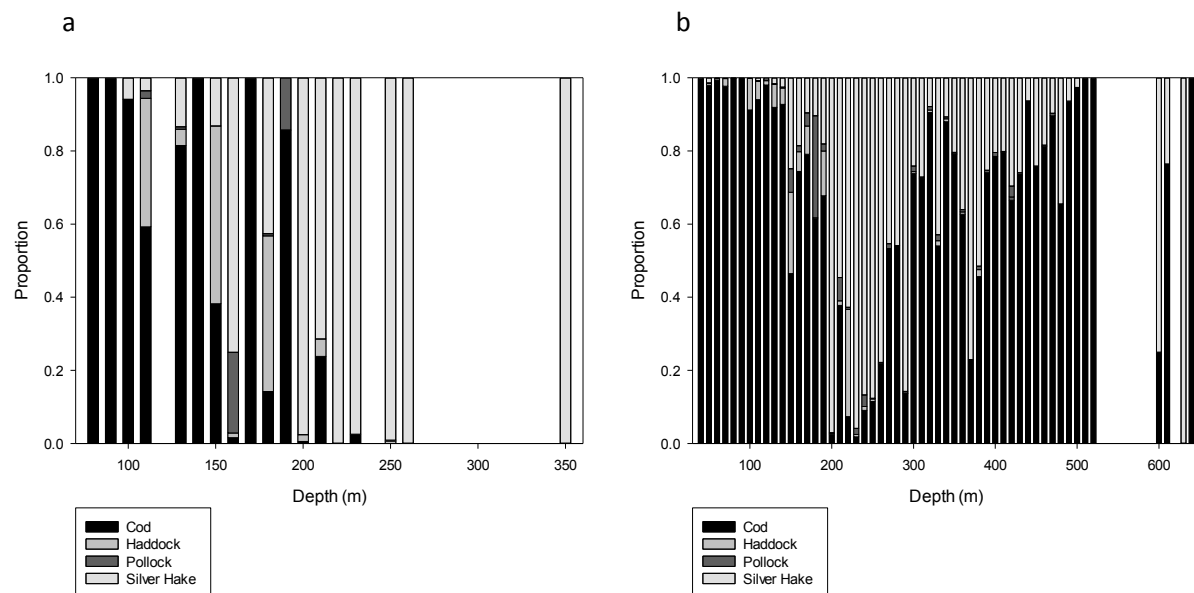 a
1.0
0.8
0.6
0.4
0.2
0.0
Proportion
100 150 200 250 300 350
Depth (m)
Cod
Haddock
Pollock
Silver Hake
b
1.0
0.8
0.6
0.4
0.2
0.0
Proportion
100 200 300 400 500 600
Depth (m)
Cod
Haddock
Pollock
Silver Hake